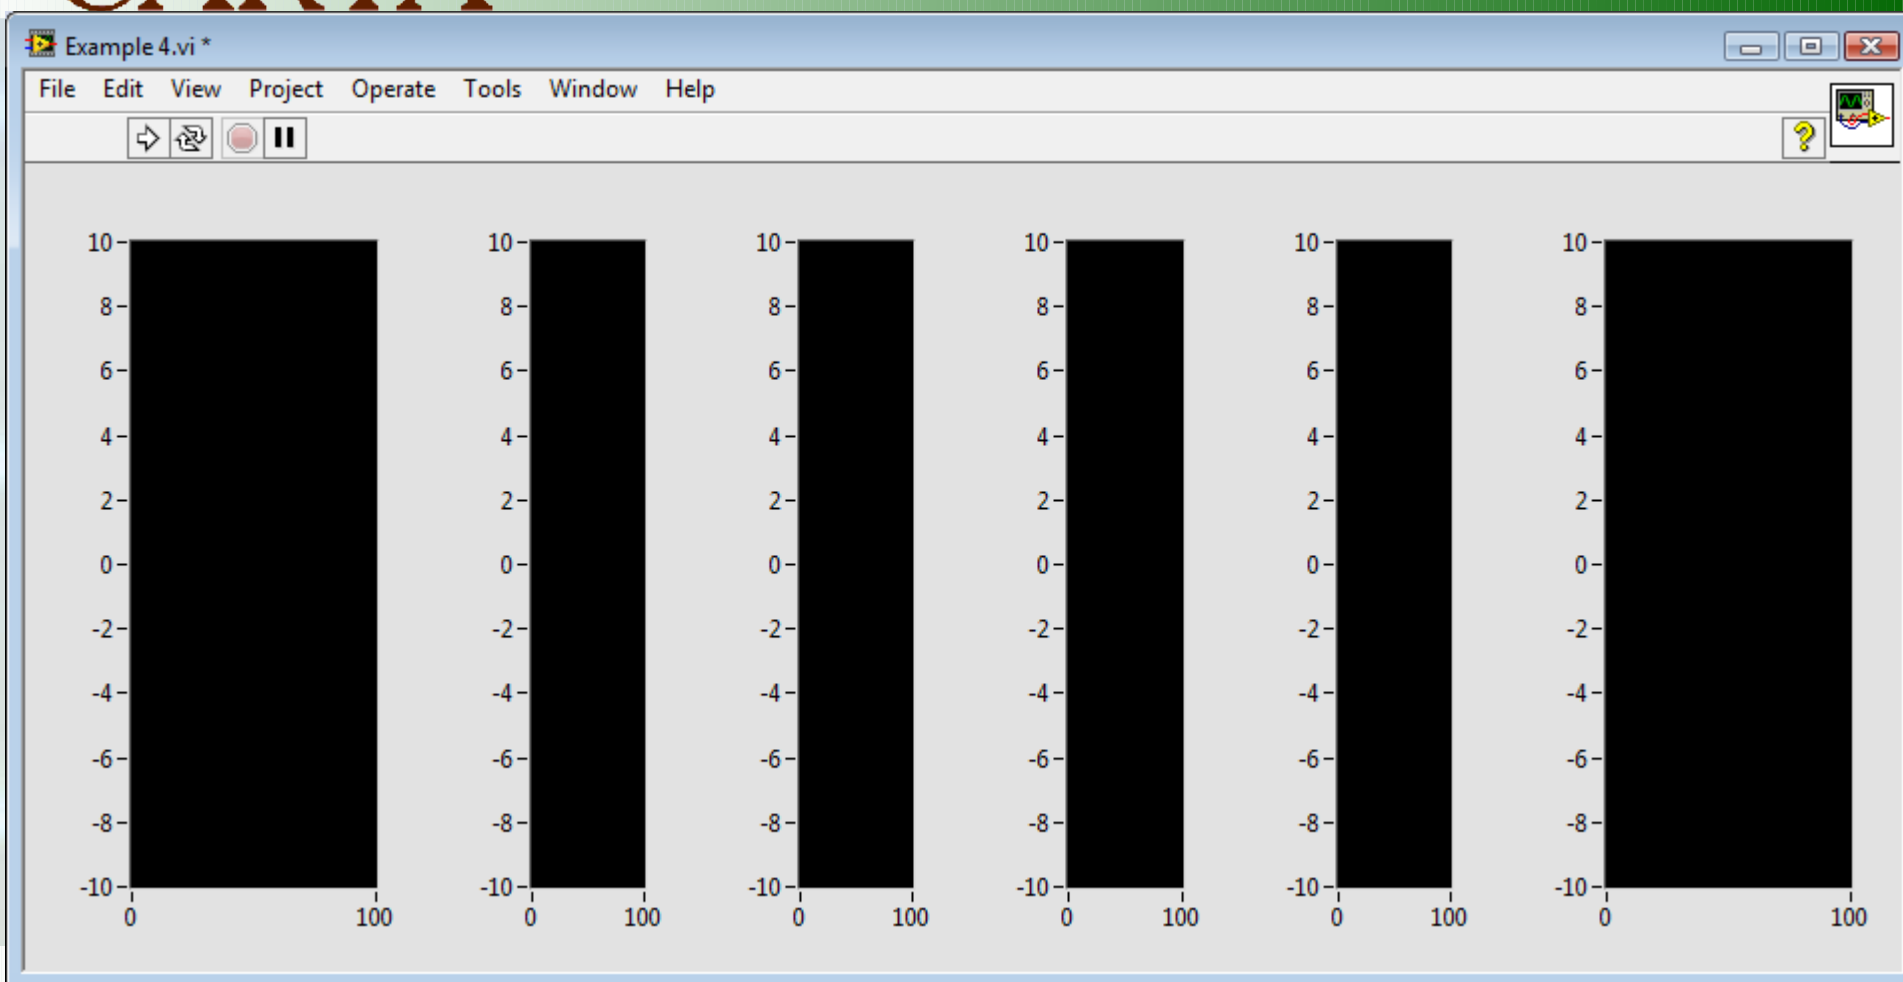 Example 4.vi *
File Edit View Project Operate Tools Window Help
10 10 10 10 10 10
8 8 8 8 8 8
6 6 6 6 6 6
4 4 4 4 4 4
2 2 2 2 2 2
0 0 0 0 0 0
-2 -2 -2 -2 -2 -2
-4 -4 -4 -4 -4 -4
-6 -6 -6 -6 -6 -6
-8 -8 -8 -8 -8 -8
-10 -10 -10 -10 -10 -10
0 100 0 100 0 100 0 100 0 100 0 100